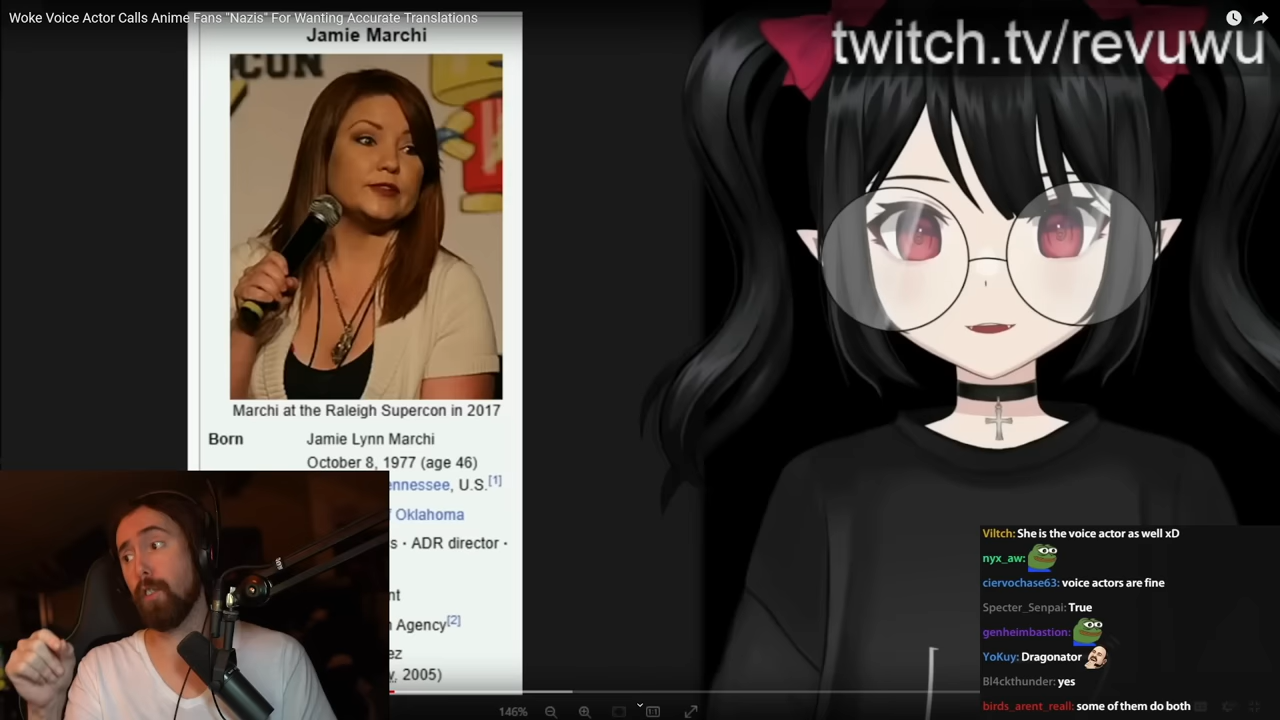 Woke Voice Actor Calls Anime Fans "Nazis" For Wanting Accurate Translations
twitch.tv/revuwu
Jamie Marchi
CON
Marchi at the Raleigh Supercon in 2017
Born Jamie Lynn Marchi
October 8, 1977 (age 46)
ennessee, U.S.[1]
f Oklahoma
s · ADR director ·
nt
Agency[2]
ez
, 2005)
Viltch: She is the voice actor as well xD
nyx_aw:
ciervochase63: voice actors are fine
Specter_Senpai: True
genheimbastion:
YoKuy: Dragonator
Bl4ckthunder: yes
birds_arent_reall: some of them do both
146%